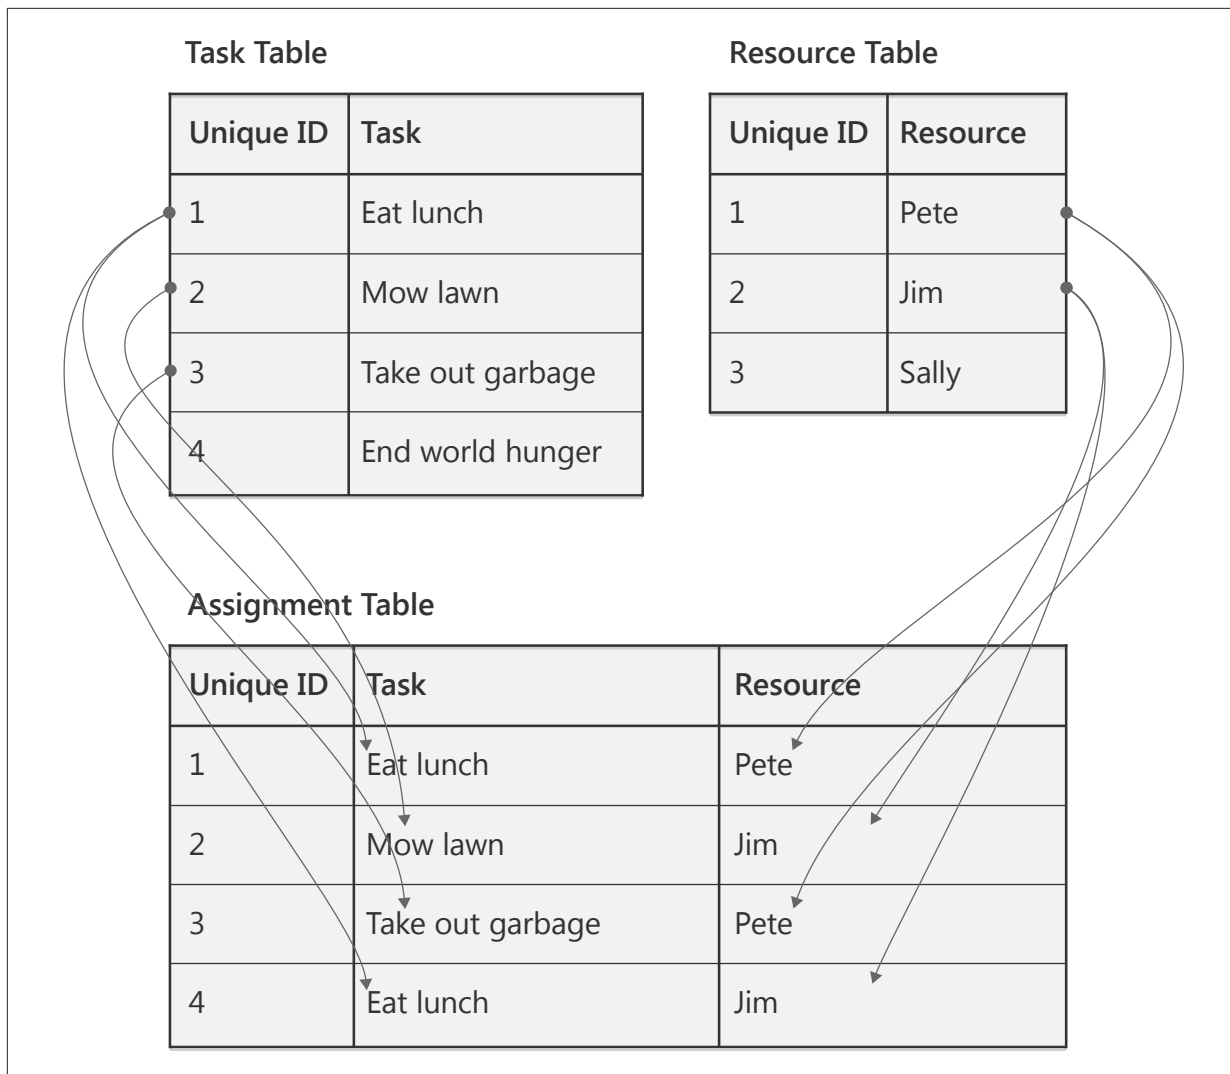 Task Table
Unique ID Task
1 Eat lunch
2 Mow lawn
3 Take out garbage
4 End world hunger
Resource Table
Unique ID Resource
1 Pete
2 Jim
3 Sally
Assignment Table
Unique ID Task Resource
1 Eat lunch Pete
2 Mow lawn Jim
3 Take out garbage Pete
4 Eat lunch Jim